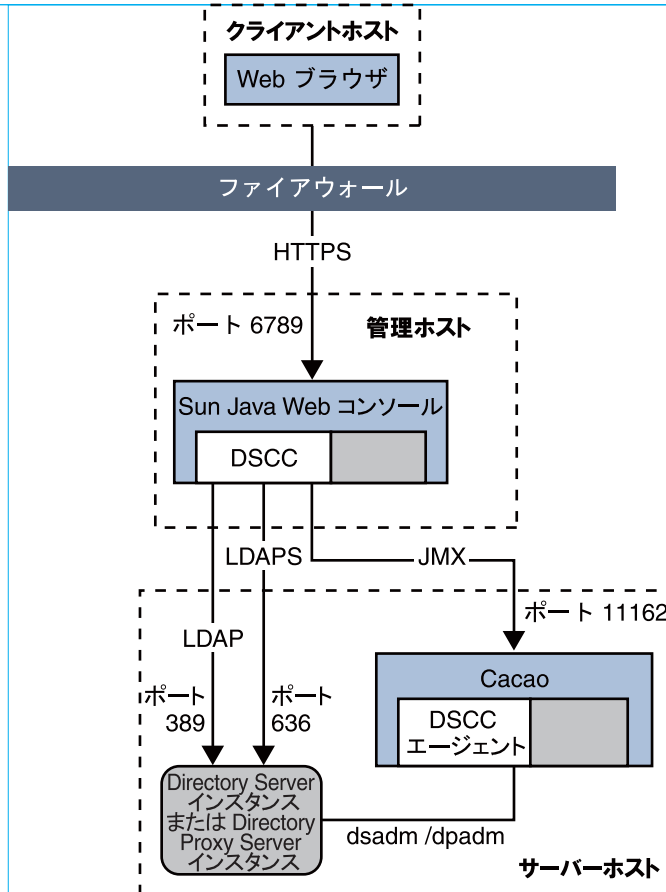 クライアントホスト
Web ブラウザ
ファイアウォール
HTTPS
ポート 6789
管理ホスト
Sun Java Web コンソール
DSCC
LDAPS
JMX
ポート 11162
LDAP
Cacao
ポート
389
ポート
636
DSCC
エージェント
Directory Server
インスタンス
または Directory
Proxy Server
インスタンス
dsadm /dpadm
サーバーホスト